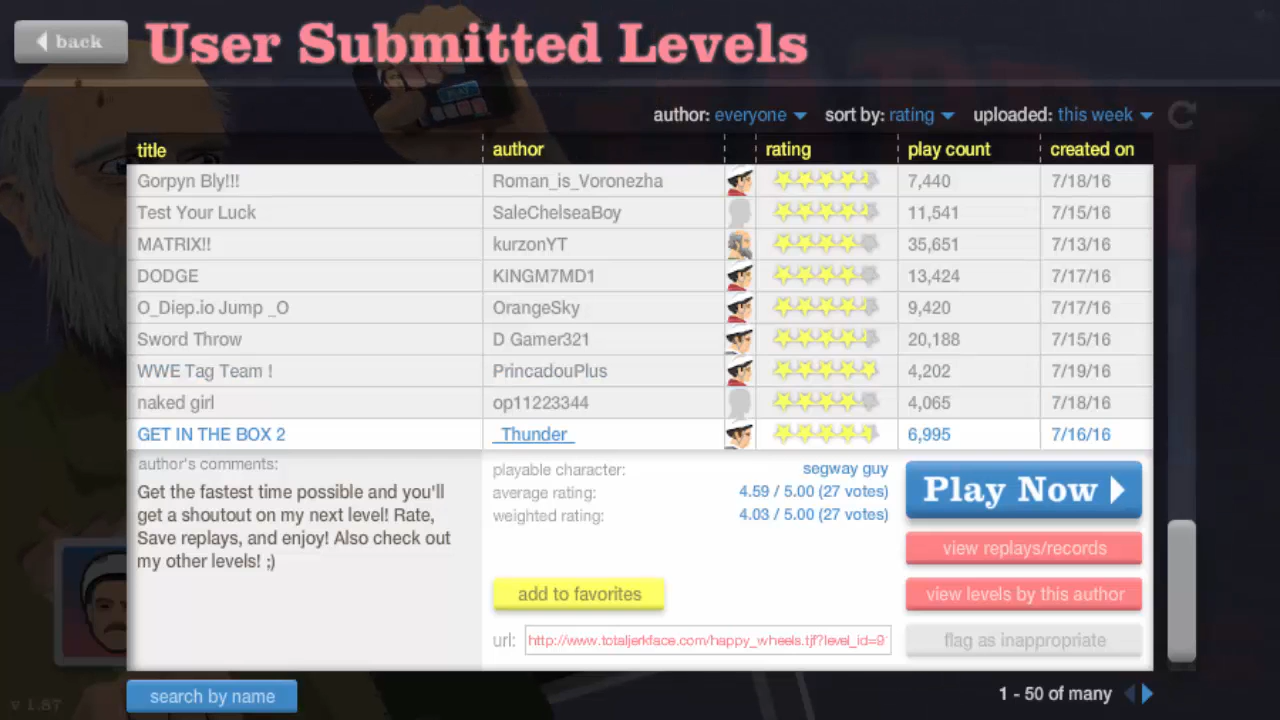 back
User Submitted Levels
author: everyone sort by: rating uploaded: this week
title author rating play count created on
Gorpyn Bly!!! Roman_is_Voronezha 7,440 7/18/16
Test Your Luck SaleChelseaBoy 11,541 7/15/16
MATRIX!! kurzonYT 35,651 7/13/16
DODGE KINGM7MD1 13,424 7/17/16
O_Diep.io Jump _O OrangeSky 9,420 7/17/16
Sword Throw D Gamer321 20,188 7/15/16
WWE Tag Team ! PrincadouPlus 4,202 7/19/16
naked girl op11223344 4,065 7/18/16
GET IN THE BOX 2 _Thunder_ 6,995 7/16/16
author's comments:
Get the fastest time possible and you'll
get a shoutout on my next level! Rate,
Save replays, and enjoy! Also check out
my other levels! ;)
playable character: segway guy
average rating: 4.59 / 5.00 (27 votes)
weighted rating: 4.03 / 5.00 (27 votes)
add to favorites
url: http://www.totaljerkface.com/happy_wheels.tjf?level_id=9
Play Now
view replays/records
view levels by this author
flag as inappropriate
search by name
1 - 50 of many
v 1.87